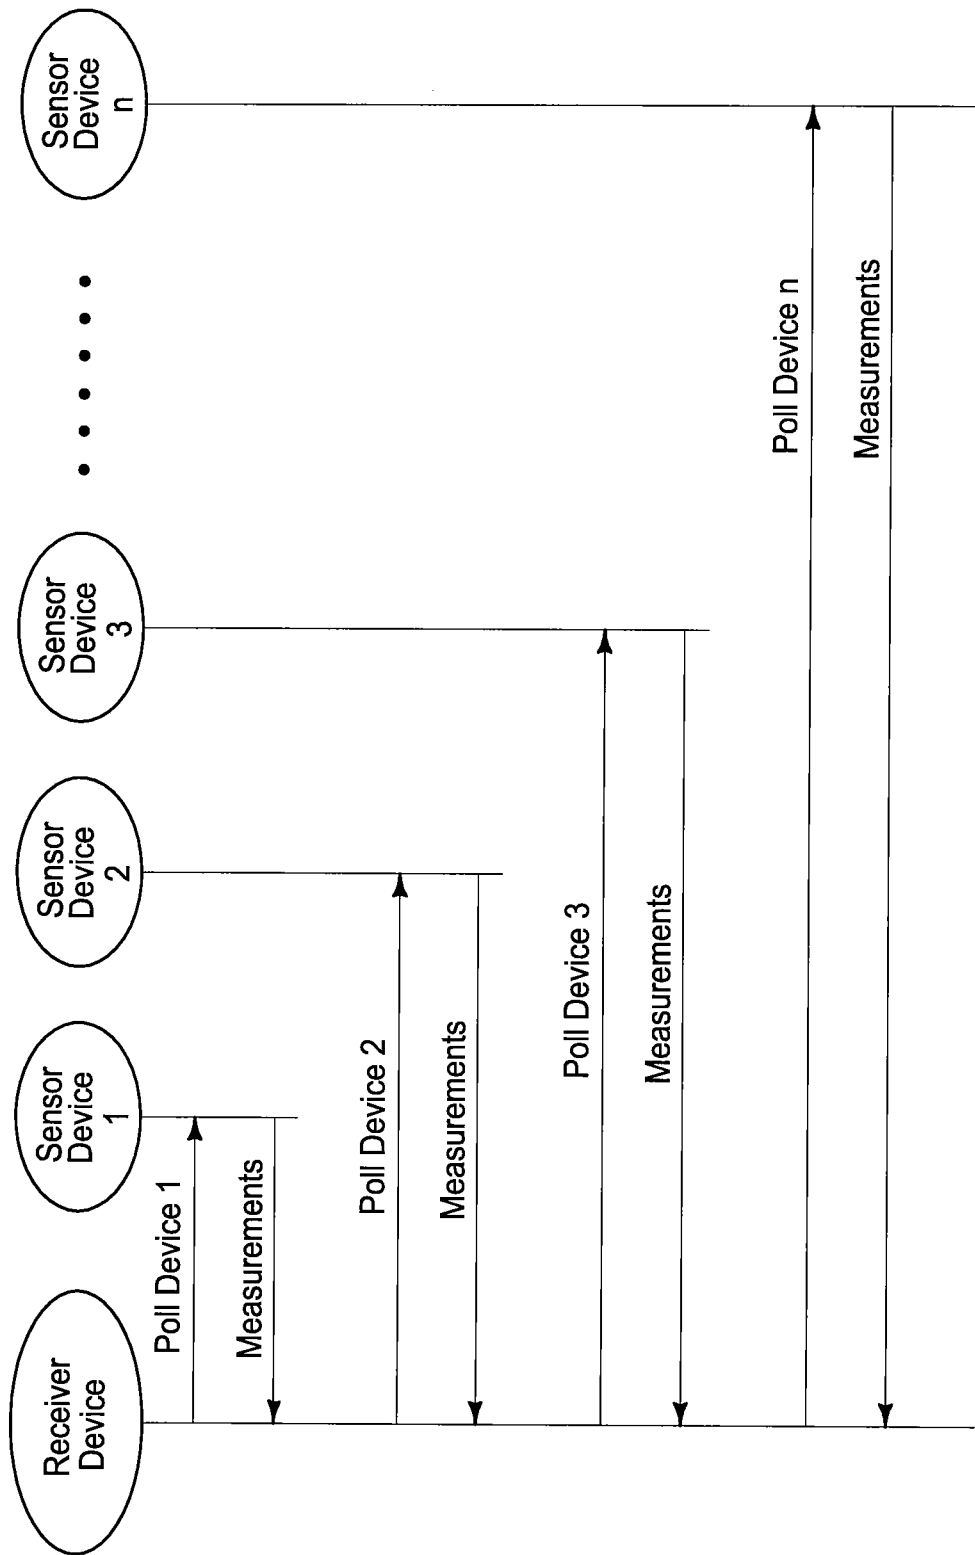 Receiver
Device
Sensor
Device
1
Sensor
Device
2
Sensor
Device
3
Sensor
Device
n
Poll Device 1
Measurements
Poll Device 2
Measurements
Poll Device 3
Measurements
Poll Device n
Measurements